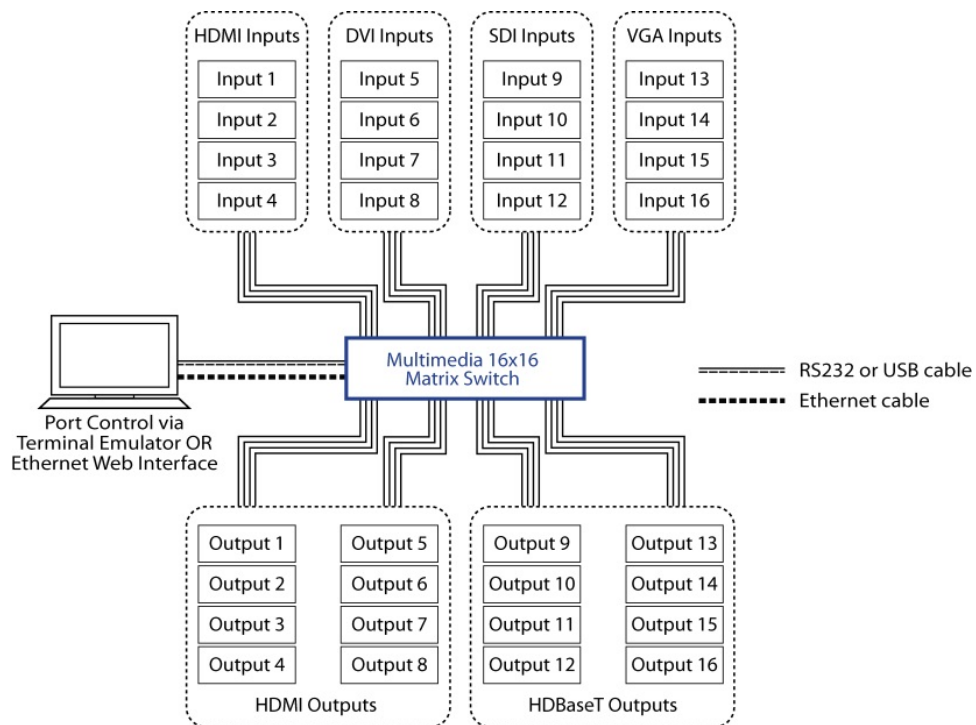 HDMI Inputs
Input 1
Input 2
Input 3
Input 4
DVI Inputs
Input 5
Input 6
Input 7
Input 8
SDI Inputs
Input 9
Input 10
Input 11
Input 12
VGA Inputs
Input 13
Input 14
Input 15
Input 16
Multimedia 16x16
Matrix Switch
Port Control via
Terminal Emulator OR
Ethernet Web Interface
RS232 or USB cable
Ethernet cable
Output 1
Output 2
Output 3
Output 4
Output 5
Output 6
Output 7
Output 8
HDMI Outputs
Output 9
Output 10
Output 11
Output 12
Output 13
Output 14
Output 15
Output 16
HDBaseT Outputs